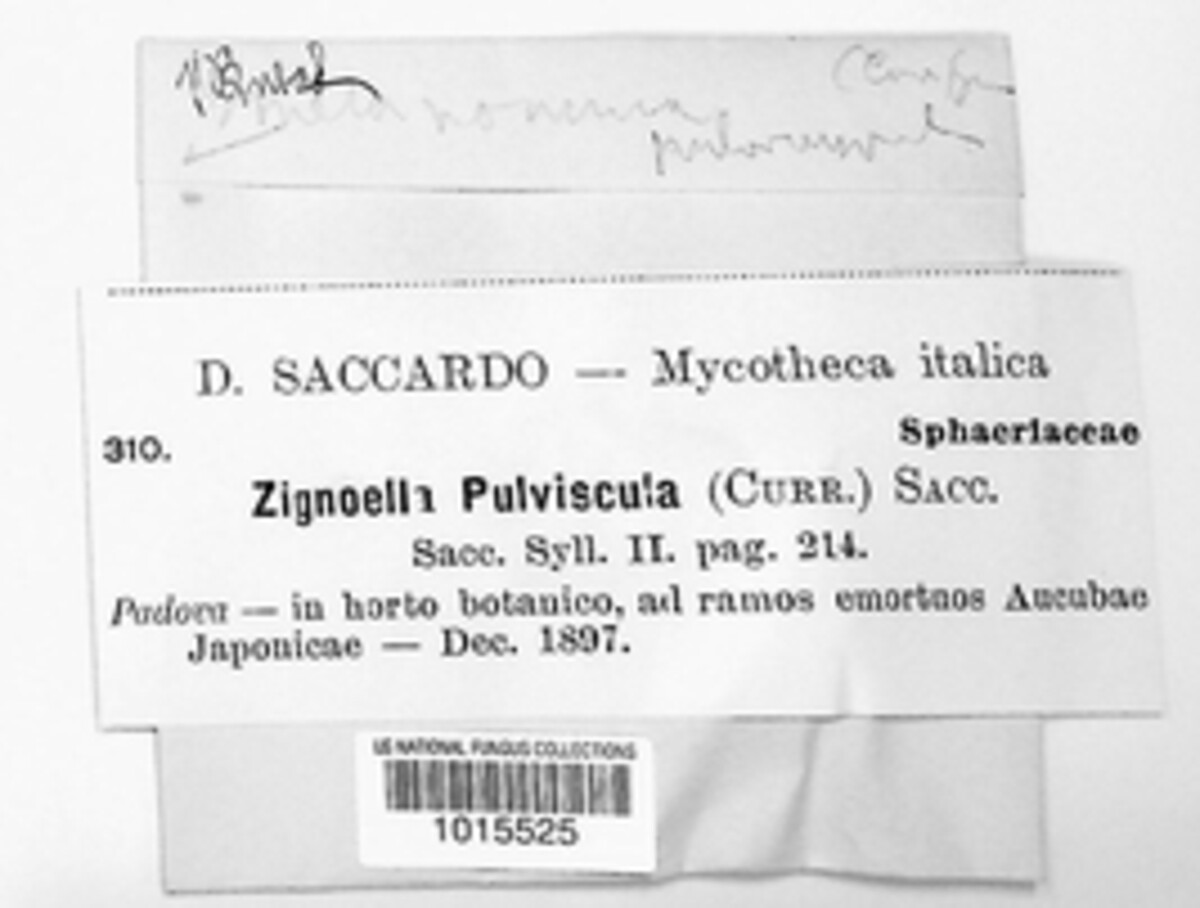 D. SACCARDO — Mycotheca italica
310.
Sphaeriaceae
Zignoella Pulviscula (CURR.) SACC.
Sacc. Syll. II. pag. 214.
Padova — in horto botanico, ad ramos emortuos Aucubae
Japonicae — Dec. 1897.
US NATIONAL FUNGUS COLLECTIONS
1015525